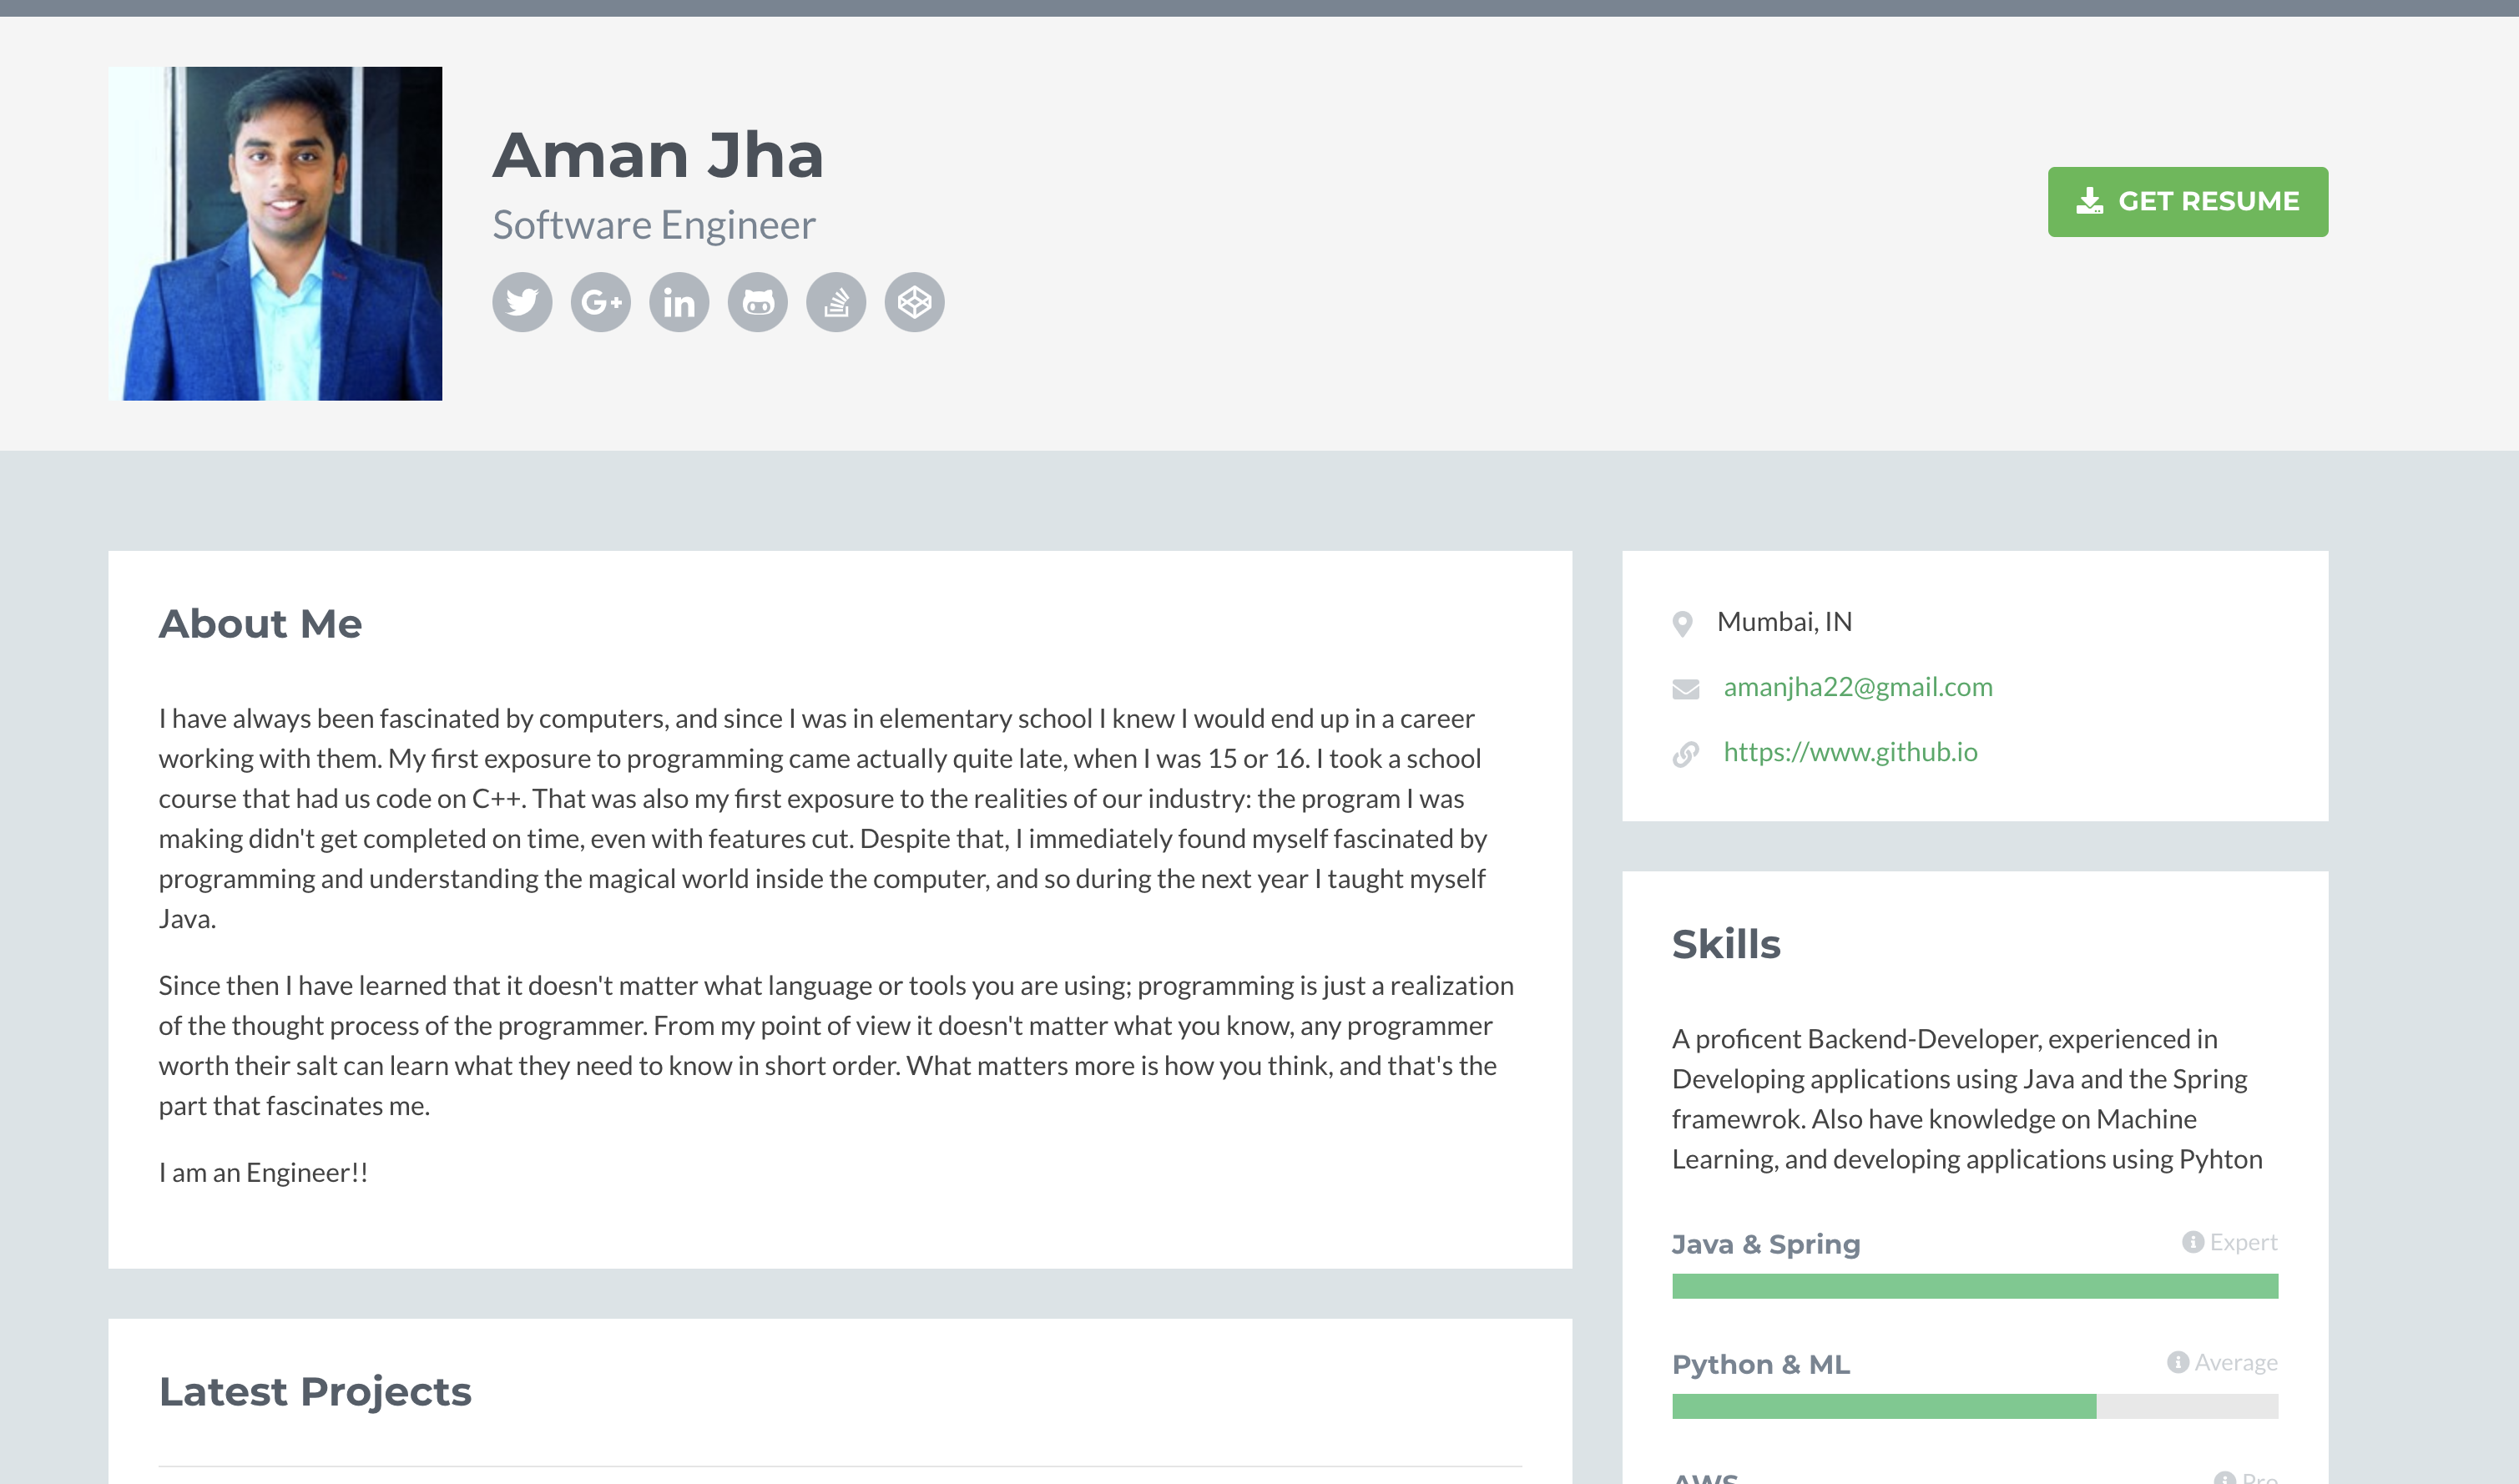 Aman Jha
Software Engineer
GET RESUME
About Me
I have always been fascinated by computers, and since I was in elementary school I knew I would end up in a career
working with them. My first exposure to programming came actually quite late, when I was 15 or 16. I took a school
course that had us code on C++. That was also my first exposure to the realities of our industry: the program I was
making didn't get completed on time, even with features cut. Despite that, I immediately found myself fascinated by
programming and understanding the magical world inside the computer, and so during the next year I taught myself
Java.
Since then I have learned that it doesn't matter what language or tools you are using; programming is just a realization
of the thought process of the programmer. From my point of view it doesn't matter what you know, any programmer
worth their salt can learn what they need to know in short order. What matters more is how you think, and that's the
part that fascinates me.
I am an Engineer!!
Latest Projects
Mumbai, IN
amanjha22@gmail.com
https://www.github.io
Skills
A proficent Backend-Developer, experienced in
Developing applications using Java and the Spring
framewrok. Also have knowledge on Machine
Learning, and developing applications using Pyhton
Java & Spring
Expert
Python & ML
Average
AWS
Pro